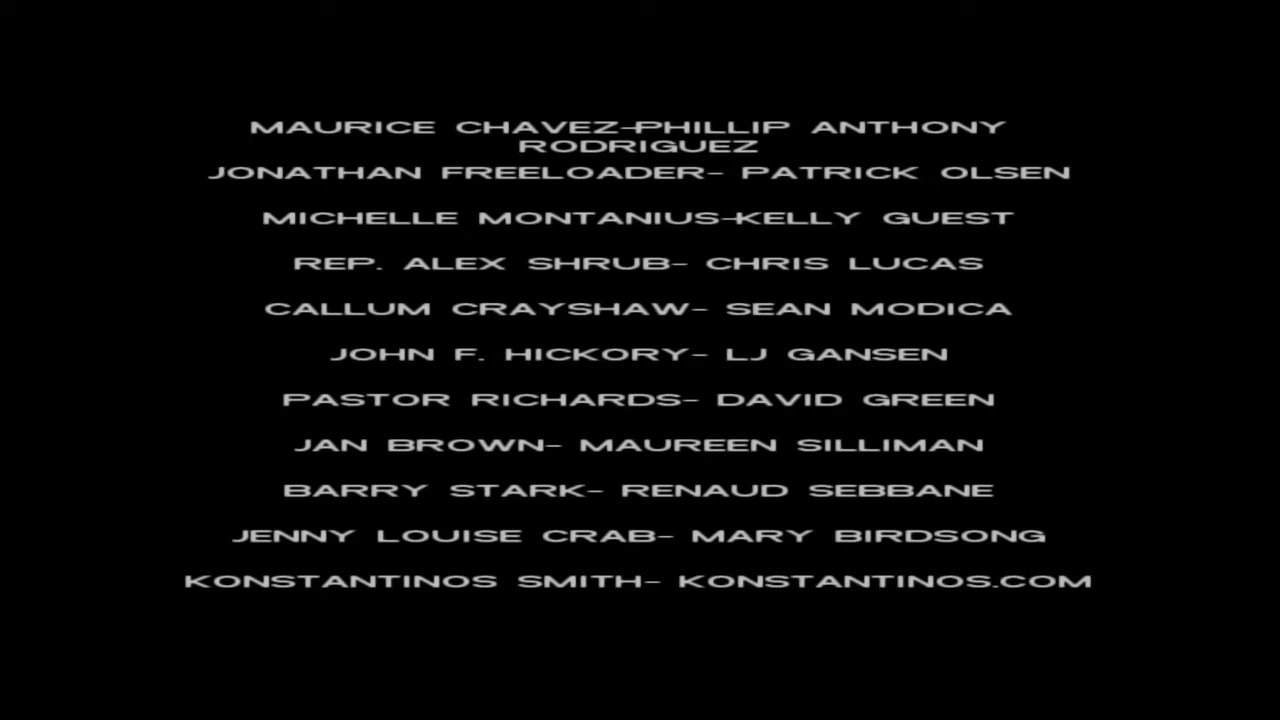 MAURICE CHAVEZ-PHILLIP ANTHONY
RODRIGUEZ
JONATHAN FREELOADER- PATRICK OLSEN
MICHELLE MONTANIUS-KELLY GUEST
REP. ALEX SHRUB- CHRIS LUCAS
CALLUM CRAYSHAW- SEAN MODICA
JOHN F. HICKORY- LJ GANSEN
PASTOR RICHARDS- DAVID GREEN
JAN BROWN- MAUREEN SILLIMAN
BARRY STARK- RENAUD SEBBANE
JENNY LOUISE CRAB- MARY BIRDSONG
KONSTANTINOS SMITH- KONSTANTINOS.COM